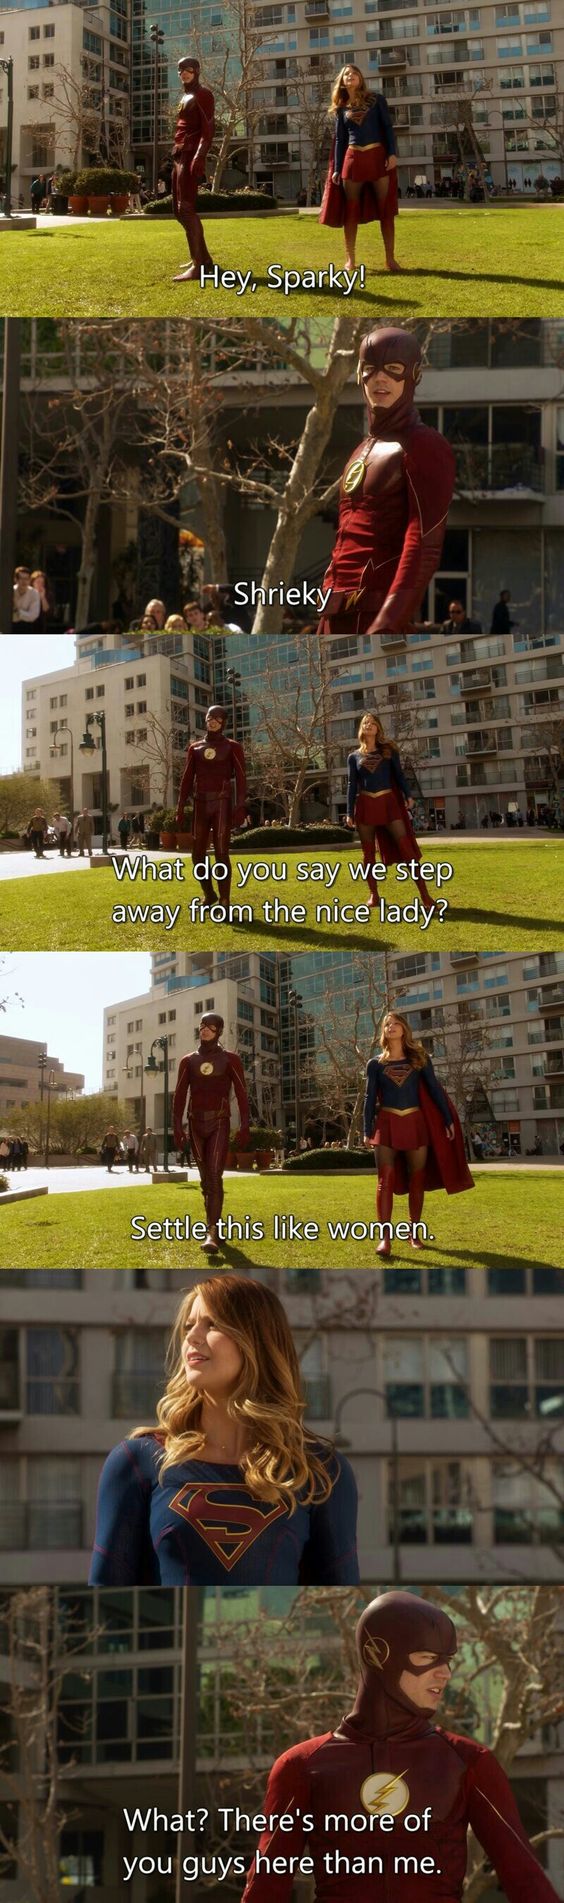 Hey, Sparky!
Shrieky
What do you say we step
away from the nice lady?
Settle this like women.
What? There's more of
you guys here than me.